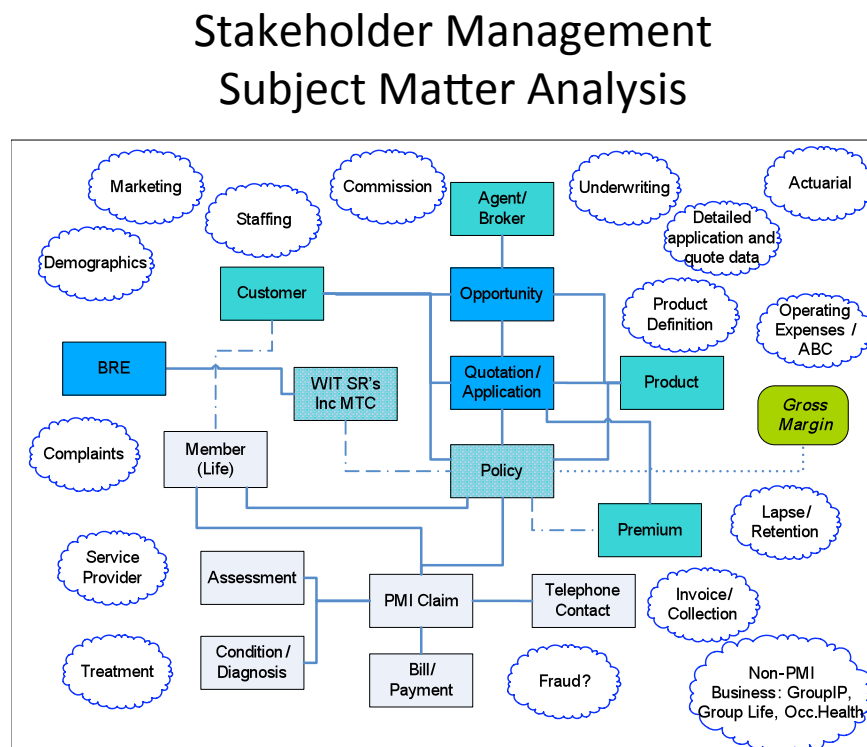 Stakeholder Management
Subject Matter Analysis
Marketing
Commission
Underwriting
Actuarial
Staffing
Agent/
Broker
Detailed
application and
quote data
Demographics
Customer
Opportunity
Product
Definition
Operating
Expenses /
ABC
BRE
WIT SR's
Inc MTC
Quotation/
Application
Product
Gross
Margin
Complaints
Member
(Life)
Policy
Premium
Lapse/
Retention
Service
Provider
Assessment
PMI Claim
Telephone
Contact
Invoice/
Collection
Treatment
Condition /
Diagnosis
Bill/
Payment
Fraud?
Non-PMI
Business: GroupIP,
Group Life, Occ.Health